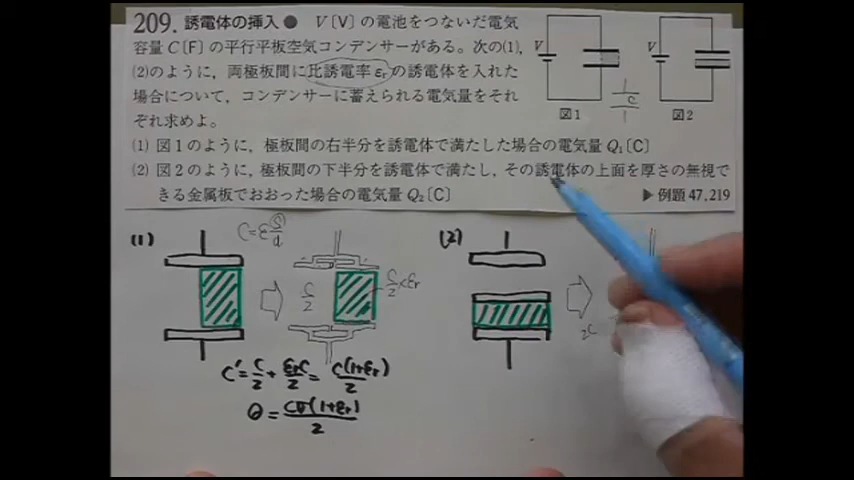 209. 誘電体の挿入● V〔V〕の電池をつないだ電気
容量C〔F〕の平行平板空気コンデンサーがある。次の(1),
(2)のように，両極板間に比誘電率 εrの誘電体を入れた
場合について，コンデンサーに蓄えられる電気量をそれ
ぞれ求めよ。
V
V
図1
図2
C
(1) 図1のように，極板間の右半分を誘電体で満たした場合の電気量 Q₁〔C〕
(2) 図2のように，極板間の下半分を誘電体で満たし，その誘電体の上面を厚さの無視で
きる金属板でおおった場合の電気量 Q₂〔C〕
▶例題 47,219
(1)
C=εS/d
C/2
C/2×εr
(2)
2C
C'=C/2+εrC/2=C(1+εr)/2
Q=CV(1+εr)/2